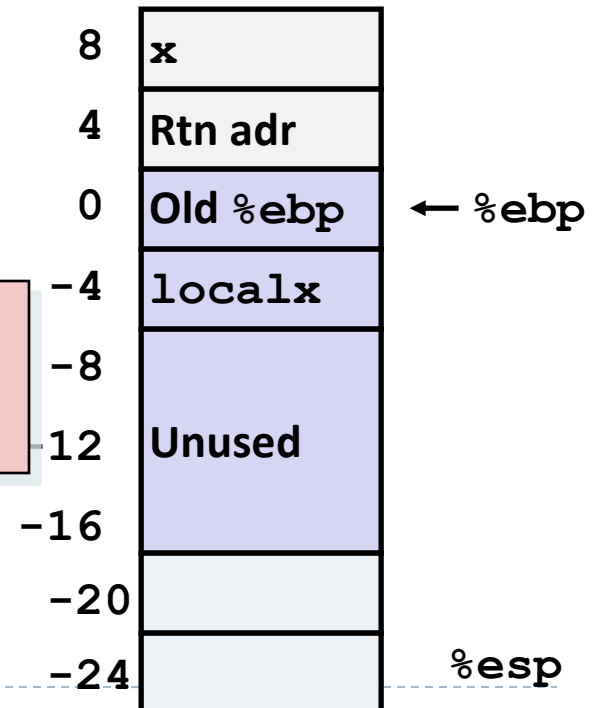 8 x
4 Rtn adr
0 Old %ebp ← %ebp
-4 localx
-8
-12 Unused
-16
-20
-24 %esp